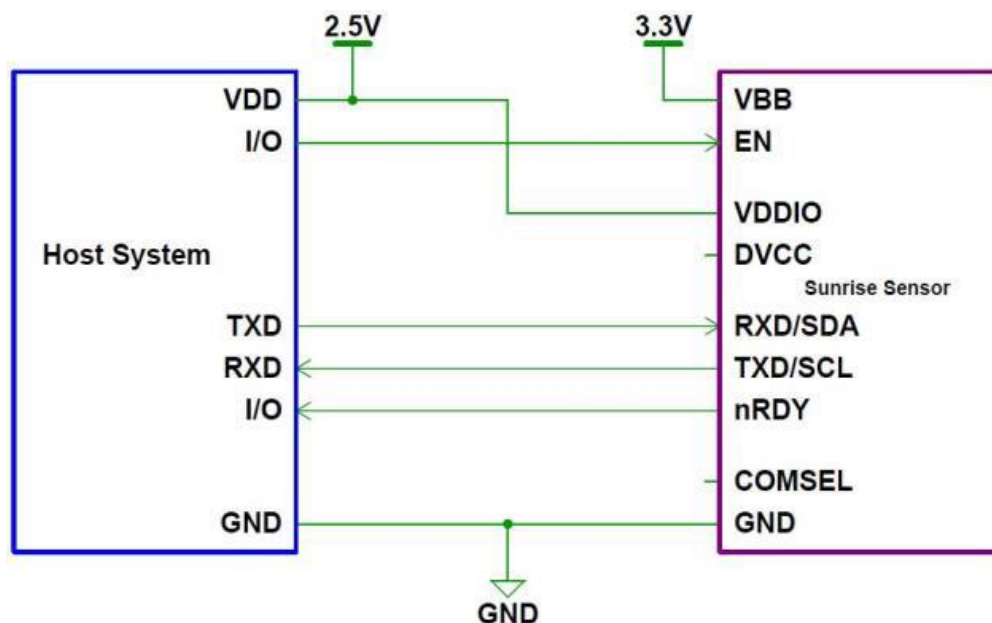 2.5V
3.3V
VDD
VBB
I/O
EN
VDDIO
Host System
DVCC
Sunrise Sensor
TXD
RXD/SDA
RXD
TXD/SCL
I/O
nRDY
COMSEL
GND
GND
GND